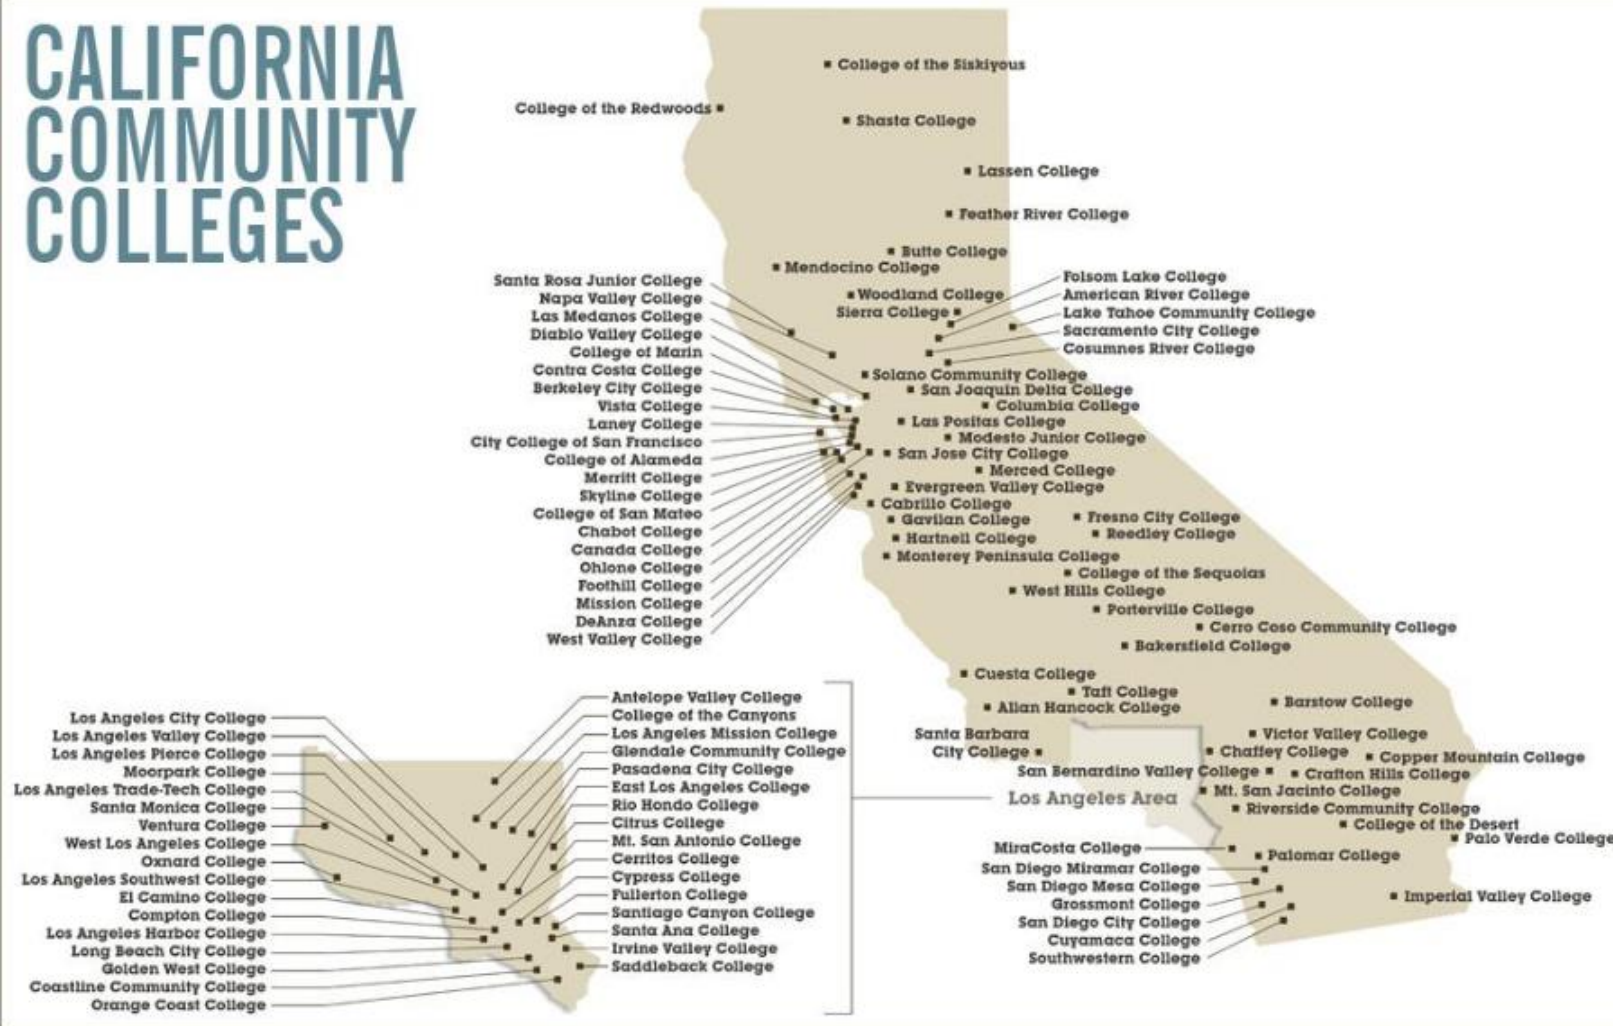 CALIFORNIA
COMMUNITY
COLLEGES
College of the Siskiyous
College of the Redwoods
Shasta College
Lassen College
Feather River College
Butte College
Mendocino College
Woodland College
Sierra College
Santa Rosa Junior College
Napa Valley College
Las Medanos College
Diablo Valley College
College of Marin
Contra Costa College
Berkeley City College
Vista College
Laney College
City College of San Francisco
College of Alameda
Merritt College
Skyline College
College of San Mateo
Chabot College
Canada College
Ohlone College
Foothill College
Mission College
DeAnza College
West Valley College
Folsom Lake College
American River College
Lake Tahoe Community College
Sacramento City College
Cosumnes River College
Solano Community College
San Joaquin Delta College
Columbia College
Las Positas College
Modesto Junior College
San Jose City College
Merced College
Evergreen Valley College
Cabrillo College
Gavilan College
Fresno City College
Reedley College
Hartnell College
Monterey Peninsula College
College of the Sequoias
West Hills College
Porterville College
Cerro Coso Community College
Bakersfield College
Cuesta College
Taft College
Allan Hancock College
Barstow College
Santa Barbara
City College
Victor Valley College
Chaffey College
Copper Mountain College
San Bernardino Valley College
Crafton Hills College
Mt. San Jacinto College
Los Angeles Area
Riverside Community College
College of the Desert
Palo Verde College
MiraCosta College
Palomar College
San Diego Miramar College
San Diego Mesa College
Grossmont College
San Diego City College
Cuyamaca College
Southwestern College
Imperial Valley College
Los Angeles City College
Los Angeles Valley College
Los Angeles Pierce College
Moorpark College
Los Angeles Trade-Tech College
Santa Monica College
Ventura College
West Los Angeles College
Oxnard College
Los Angeles Southwest College
El Camino College
Compton College
Los Angeles Harbor College
Long Beach City College
Golden West College
Coastline Community College
Orange Coast College
Antelope Valley College
College of the Canyons
Los Angeles Mission College
Glendale Community College
Pasadena City College
East Los Angeles College
Rio Hondo College
Citrus College
Mt. San Antonio College
Cerritos College
Cypress College
Fullerton College
Santiago Canyon College
Santa Ana College
Irvine Valley College
Saddleback College